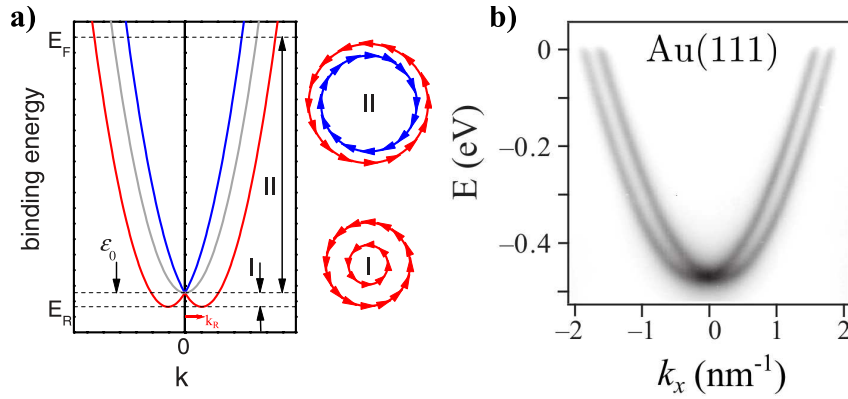 a)
E_F
binding energy
ε_0
E_R
I
II
k_R
0
k
II
I
b)
Au(111)
E (eV)
0
−0.2
−0.4
−2
−1
0
1
2
k_x (nm⁻¹)